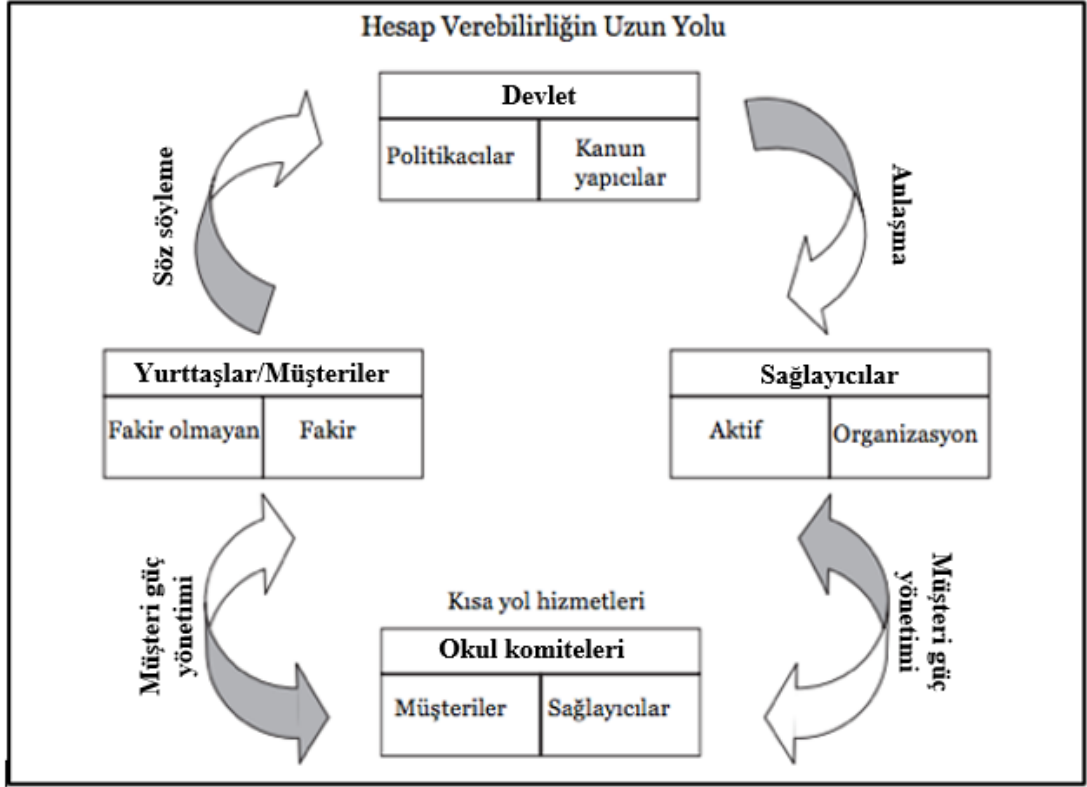 Hesap Verebilirliğin Uzun Yolu
Devlet
Politikacılar
Kanun
yapıcılar
Söz söyleme
Anlaşma
Yurttaşlar/Müşteriler
Fakir olmayan
Fakir
Sağlayıcılar
Aktif
Organizasyon
Müşteri güç
yönetimi
Müşteri güç
yönetimi
Kısa yol hizmetleri
Okul komiteleri
Müşteriler
Sağlayıcılar